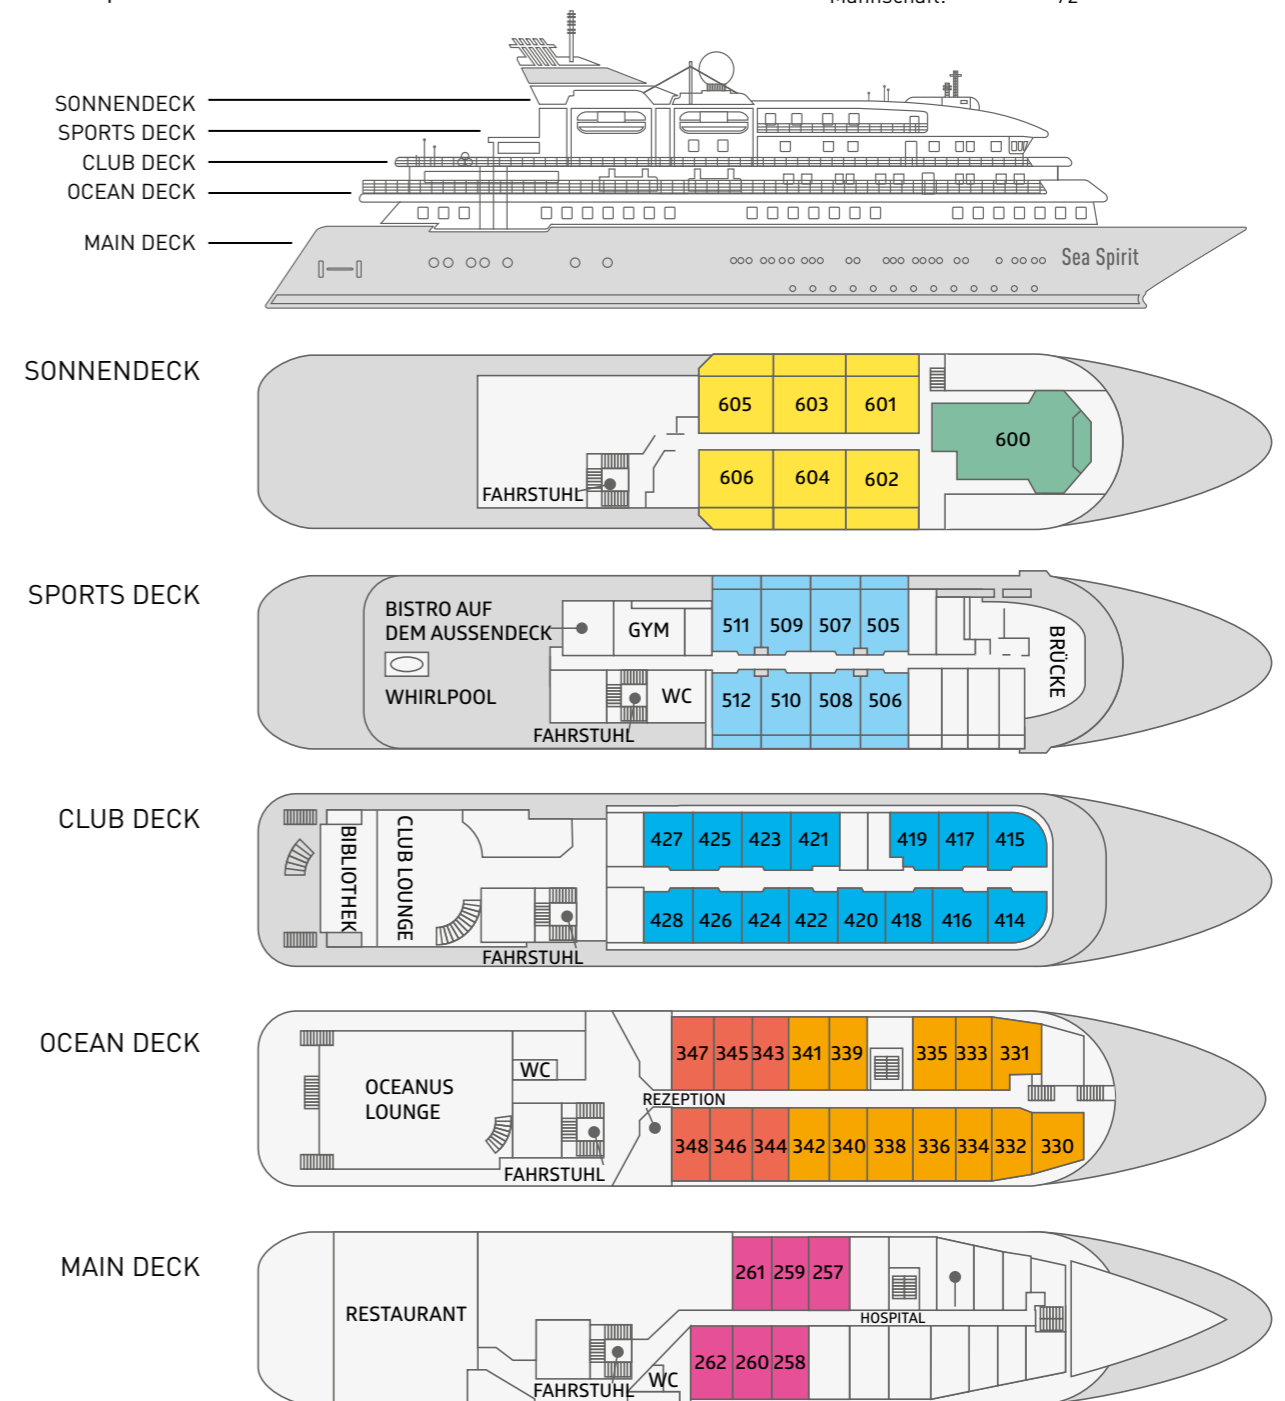 Mannschaft: 72
SONNENDECK
SPORTS DECK
CLUB DECK
OCEAN DECK
MAIN DECK
Sea Spirit
SONNENDECK
605 603 601
600
606 604 602
FAHRSTUHL
SPORTS DECK
BISTRO AUF
DEM AUSSENDECK
GYM
511 509 507 505
BRÜCKE
WHIRLPOOL
WC
512 510 508 506
FAHRSTUHL
CLUB DECK
BIBLIOTHEK
CLUB LOUNGE
427 425 423 421 419 417 415
428 426 424 422 420 418 416 414
FAHRSTUHL
OCEAN DECK
347 345 343 341 339 335 333 331
WC
OCEANUS
LOUNGE
REZEPTION
348 346 344 342 340 338 336 334 332 330
FAHRSTUHL
MAIN DECK
261 259 257
RESTAURANT
HOSPITAL
262 260 258
WC
FAHRSTUHL